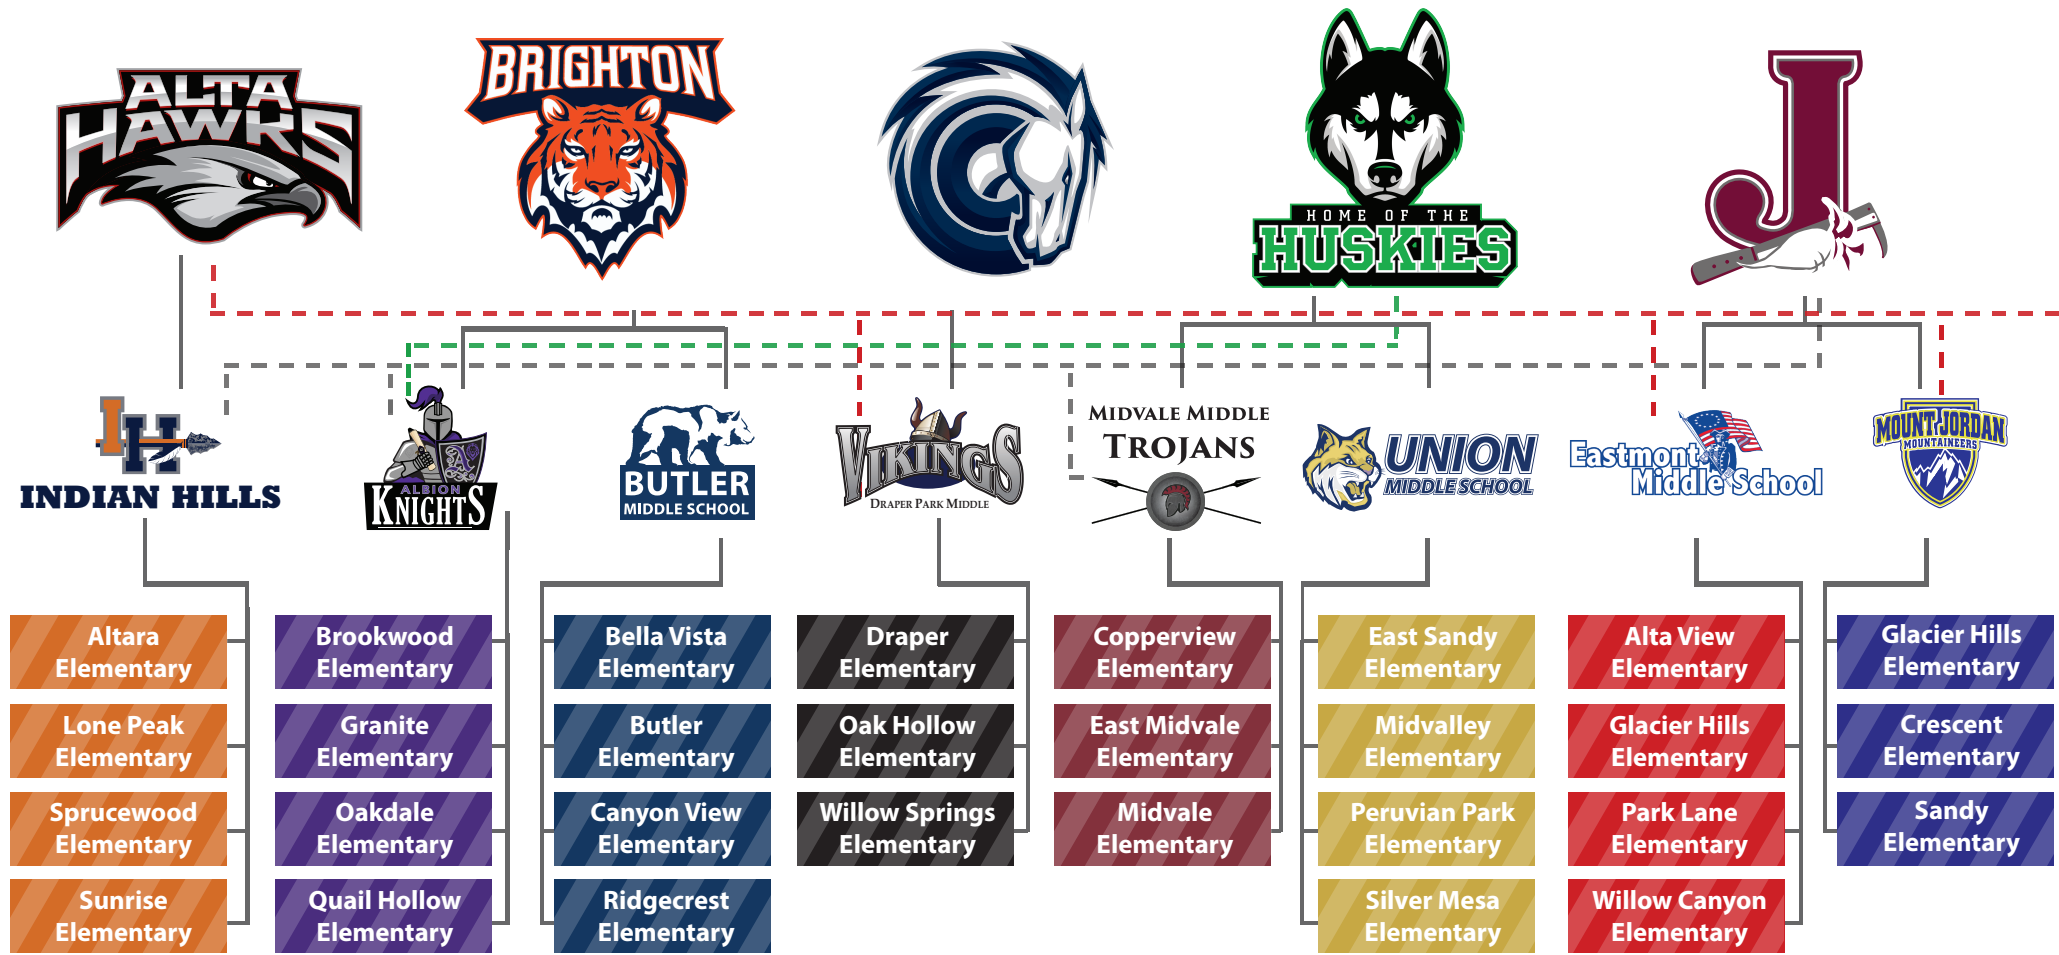 ALTA
HAWKS
BRIGHTON
HOME OF THE
HUSKIES
J
IH
INDIAN HILLS
ALBION
KNIGHTS
BUTLER
MIDDLE SCHOOL
VIKINGS
DRAPER PARK MIDDLE
MIDVALE MIDDLE
TROJANS
UNION
MIDDLE SCHOOL
Eastmont
Middle School
MOUNT JORDAN
MOUNTAINEERS
Altara
Elementary
Lone Peak
Elementary
Sprucewood
Elementary
Sunrise
Elementary
Brookwood
Elementary
Granite
Elementary
Oakdale
Elementary
Quail Hollow
Elementary
Bella Vista
Elementary
Butler
Elementary
Canyon View
Elementary
Ridgecrest
Elementary
Draper
Elementary
Oak Hollow
Elementary
Willow Springs
Elementary
Copperview
Elementary
East Midvale
Elementary
Midvale
Elementary
East Sandy
Elementary
Midvalley
Elementary
Peruvian Park
Elementary
Silver Mesa
Elementary
Alta View
Elementary
Glacier Hills
Elementary
Park Lane
Elementary
Willow Canyon
Elementary
Glacier Hills
Elementary
Crescent
Elementary
Sandy
Elementary